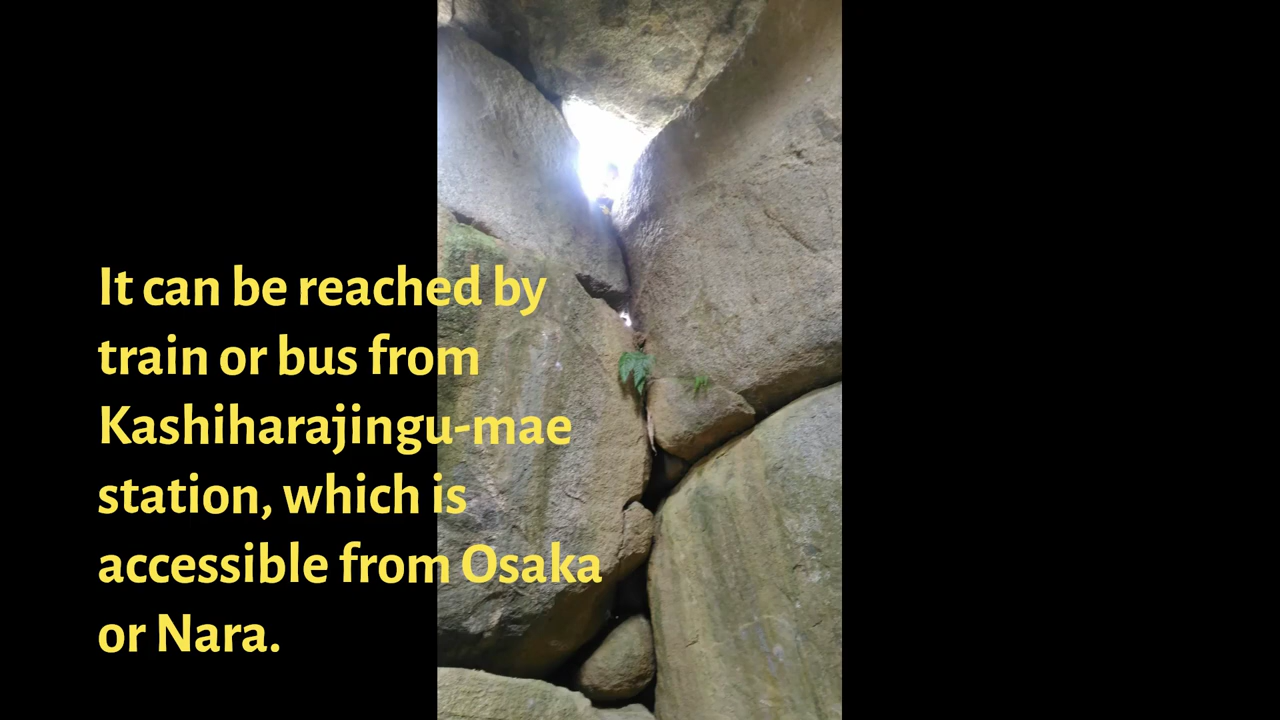 It can be reached by
train or bus from
Kashiharajingu-mae
station, which is
accessible from Osaka
or Nara.